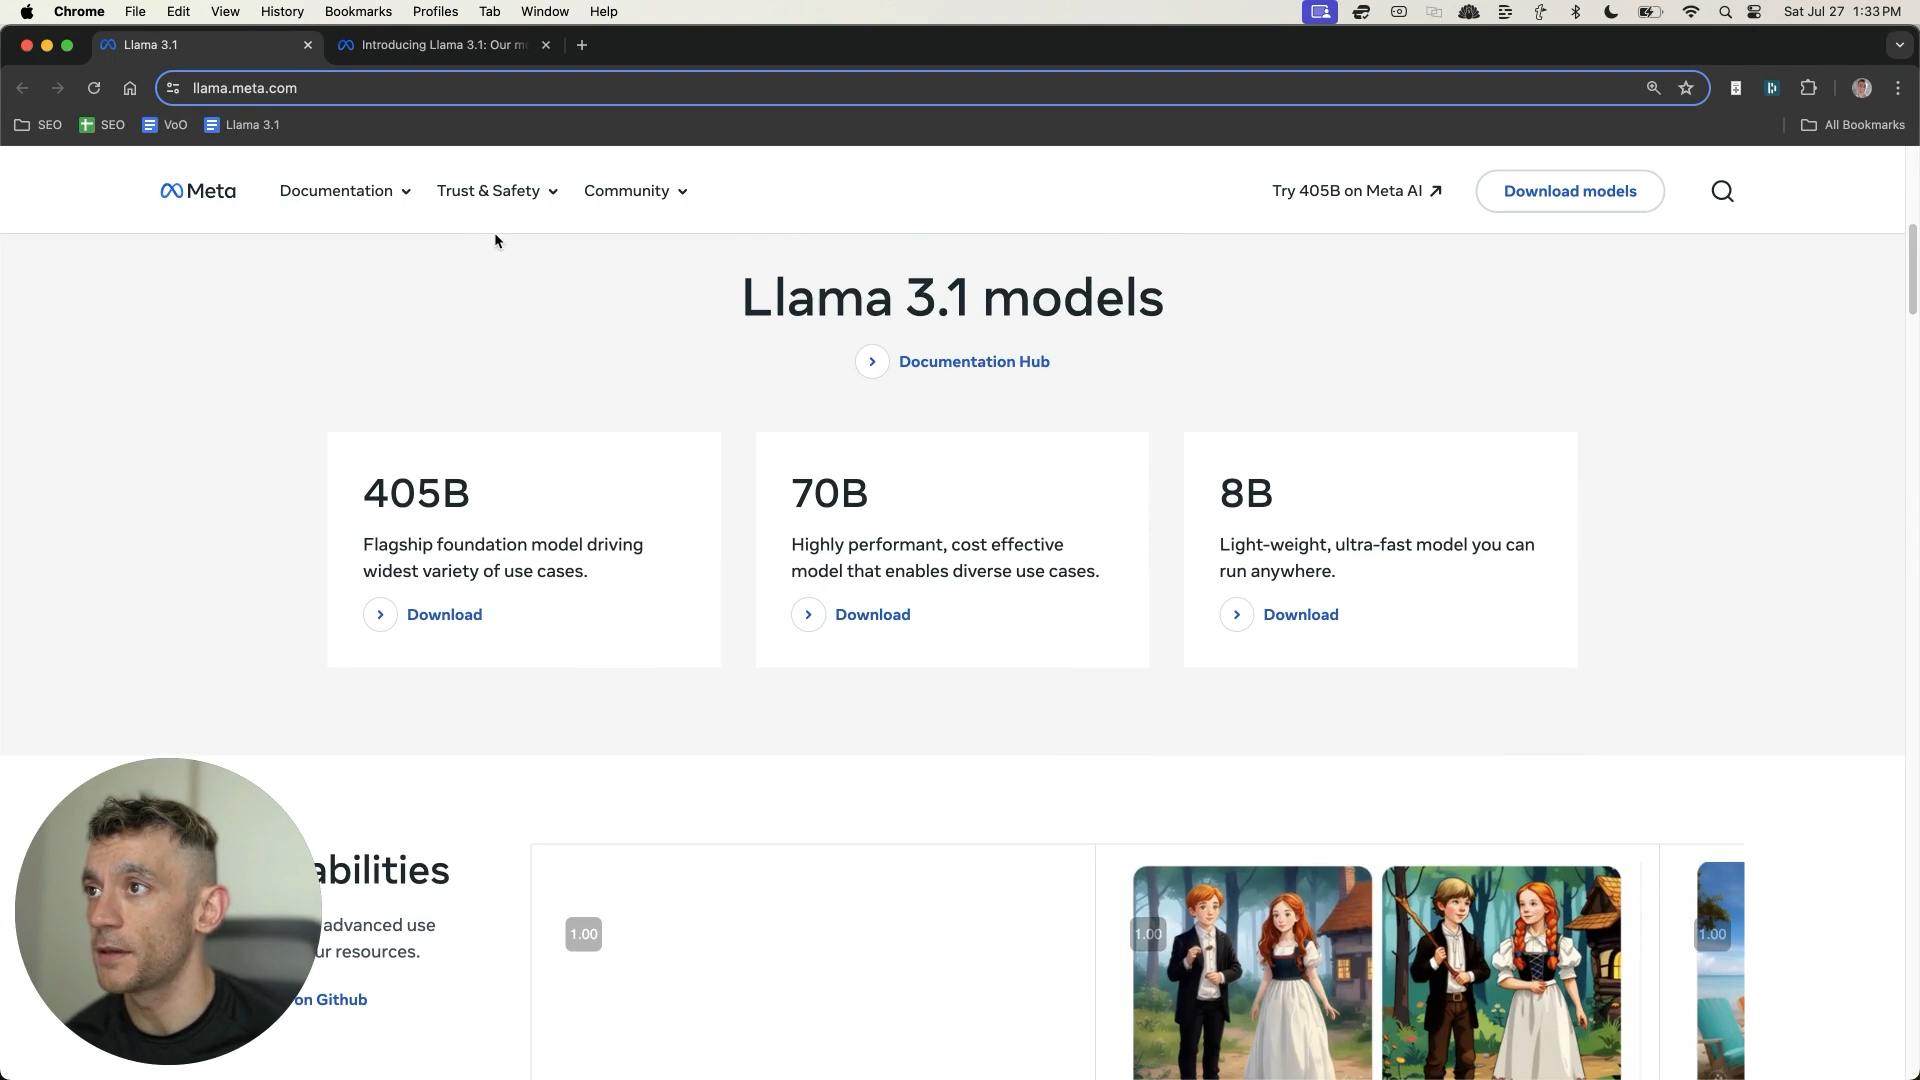 Chrome File Edit View History Bookmarks Profiles Tab Window Help
Sat Jul 27 1:33 PM
Llama 3.1
Introducing Llama 3.1: Our
llama.meta.com
SEO
SEO
VoO
Llama 3.1
All Bookmarks
Meta
Documentation
Trust & Safety
Community
Try 405B on Meta AI
Download models
Llama 3.1 models
Documentation Hub
405B
Flagship foundation model driving
widest variety of use cases.
Download
70B
Highly performant, cost effective
model that enables diverse use cases.
Download
8B
Light-weight, ultra-fast model you can
run anywhere.
Download
abilities
advanced use
ur resources.
on Github
1.00
1.00
1.00